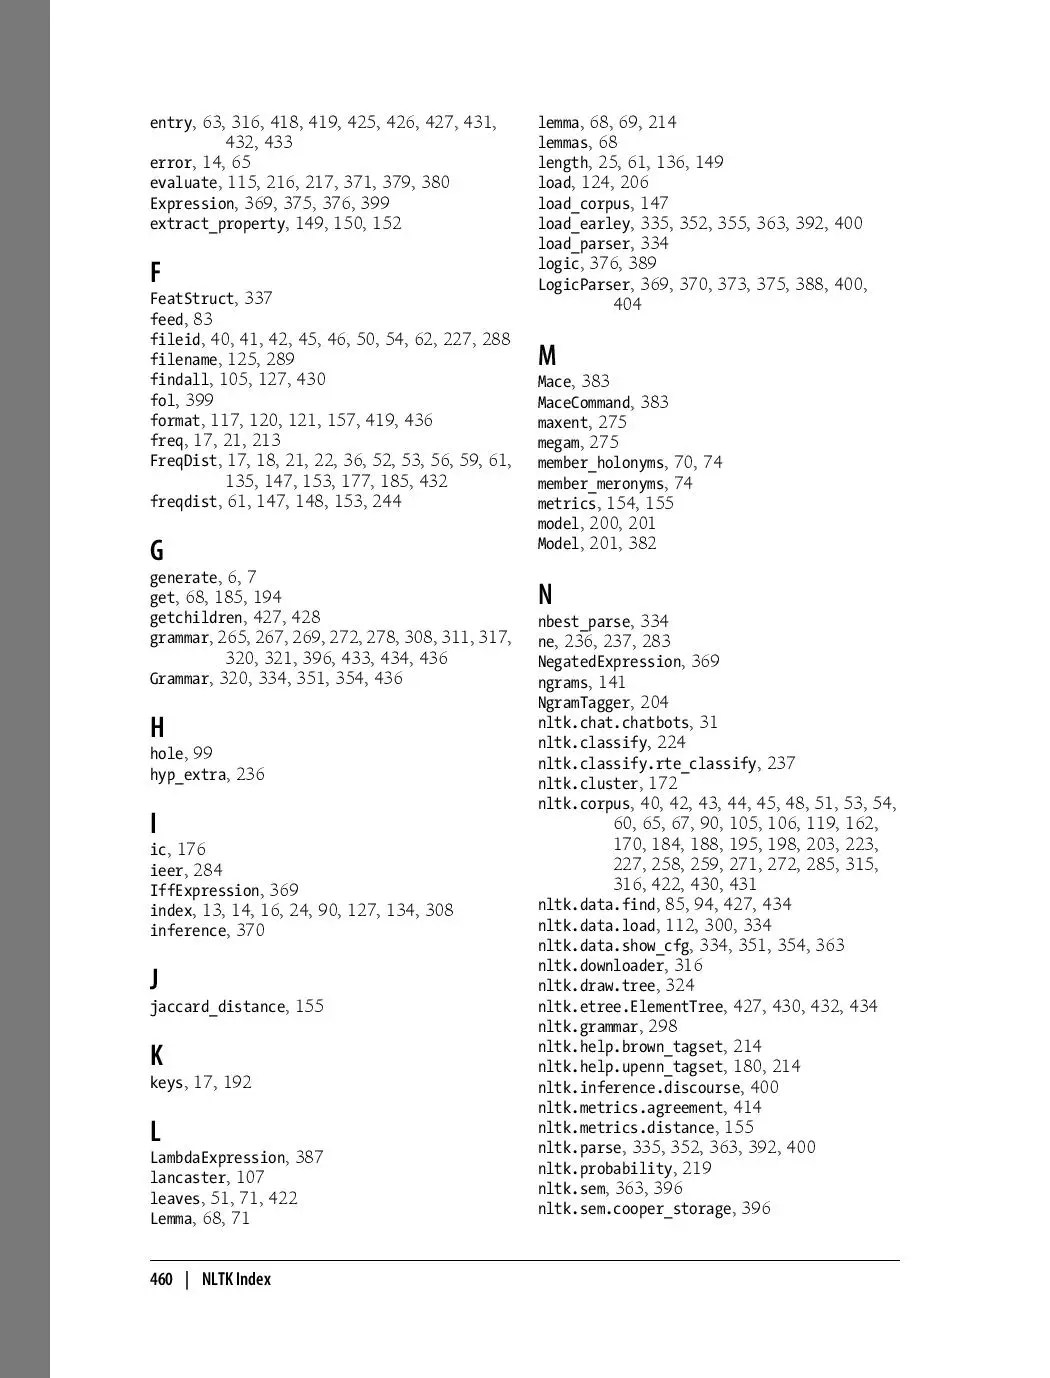 entry, 63, 316, 418, 419, 425, 426, 427, 431,
432, 433
error, 14, 65
evaluate, 115, 216, 217, 371, 379, 380
Expression, 369, 375, 376, 399
extract_property, 149, 150, 152
F
FeatStruct, 337
feed, 83
fileid, 40, 41, 42, 45, 46, 50, 54, 62, 227, 288
filename, 125, 289
findall, 105, 127, 430
fol, 399
format, 117, 120, 121, 157, 419, 436
freq, 17, 21, 213
FreqDist, 17, 18, 21, 22, 36, 52, 53, 56, 59, 61,
135, 147, 153, 177, 185, 432
freqdist, 61, 147, 148, 153, 244
G
generate, 6, 7
get, 68, 185, 194
getchildren, 427, 428
grammar, 265, 267, 269, 272, 278, 308, 311, 317,
320, 321, 396, 433, 434, 436
Grammar, 320, 334, 351, 354, 436
H
hole, 99
hyp_extra, 236
I
ic, 176
ieer, 284
IffExpression, 369
index, 13, 14, 16, 24, 90, 127, 134, 308
inference, 370
J
jaccard_distance, 155
K
keys, 17, 192
L
LambdaExpression, 387
lancaster, 107
leaves, 51, 71, 422
Lemma, 68, 71
lemma, 68, 69, 214
lemmas, 68
length, 25, 61, 136, 149
load, 124, 206
load_corpus, 147
load_earley, 335, 352, 355, 363, 392, 400
load_parser, 334
logic, 376, 389
LogicParser, 369, 370, 373, 375, 388, 400,
404
M
Mace, 383
MaceCommand, 383
maxent, 275
megam, 275
member_holonyms, 70, 74
member_meronyms, 74
metrics, 154, 155
model, 200, 201
Model, 201, 382
N
nbest_parse, 334
ne, 236, 237, 283
NegatedExpression, 369
ngrams, 141
NgramTagger, 204
nltk.chat.chatbots, 31
nltk.classify, 224
nltk.classify.rte_classify, 237
nltk.cluster, 172
nltk.corpus, 40, 42, 43, 44, 45, 48, 51, 53, 54,
60, 65, 67, 90, 105, 106, 119, 162,
170, 184, 188, 195, 198, 203, 223,
227, 258, 259, 271, 272, 285, 315,
316, 422, 430, 431
nltk.data.find, 85, 94, 427, 434
nltk.data.load, 112, 300, 334
nltk.data.show_cfg, 334, 351, 354, 363
nltk.downloader, 316
nltk.draw.tree, 324
nltk.etree.ElementTree, 427, 430, 432, 434
nltk.grammar, 298
nltk.help.brown_tagset, 214
nltk.help.upenn_tagset, 180, 214
nltk.inference.discourse, 400
nltk.metrics.agreement, 414
nltk.metrics.distance, 155
nltk.parse, 335, 352, 363, 392, 400
nltk.probability, 219
nltk.sem, 363, 396
nltk.sem.cooper_storage, 396
460 | NLTK Index